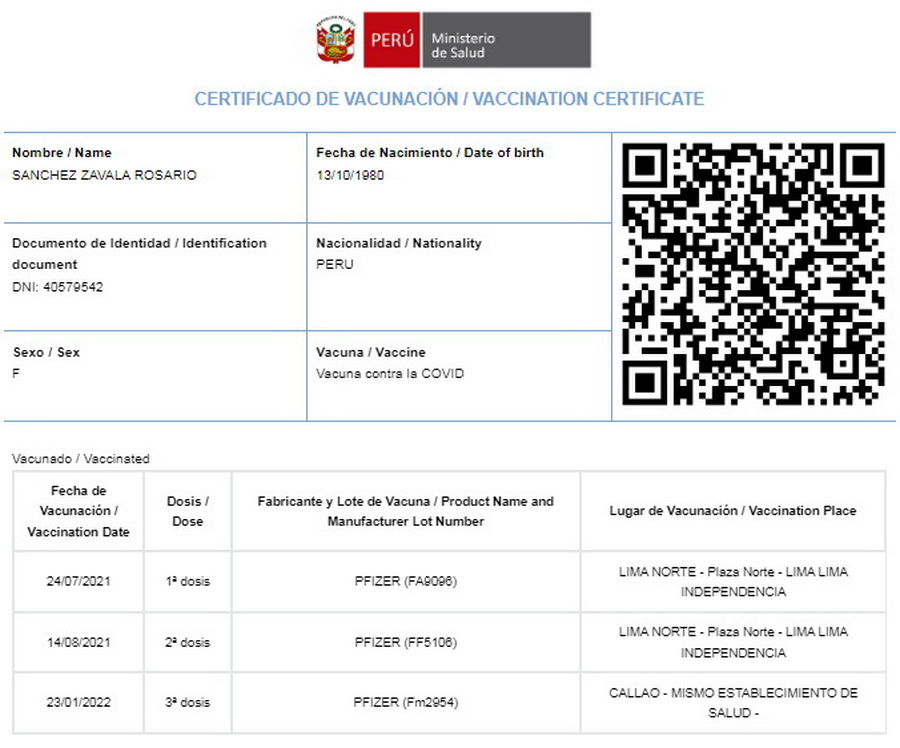 PERÚ
Ministerio
de Salud
CERTIFICADO DE VACUNACIÓN / VACCINATION CERTIFICATE
Nombre / Name
SANCHEZ ZAVALA ROSARIO
Fecha de Nacimiento / Date of birth
13/10/1980
Documento de Identidad / Identification
document
DNI: 40579542
Nacionalidad / Nationality
PERU
Sexo / Sex
F
Vacuna / Vaccine
Vacuna contra la COVID
Vacunado / Vaccinated
Fecha de
Vacunación /
Vaccination Date
Dosis /
Dose
Fabricante y Lote de Vacuna / Product Name and
Manufacturer Lot Number
Lugar de Vacunación / Vaccination Place
24/07/2021
1ª dosis
PFIZER (FA9096)
LIMA NORTE - Plaza Norte - LIMA LIMA
INDEPENDENCIA
14/08/2021
2ª dosis
PFIZER (FF5106)
LIMA NORTE - Plaza Norte - LIMA LIMA
INDEPENDENCIA
23/01/2022
3ª dosis
PFIZER (Fm2954)
CALLAO - MISMO ESTABLECIMIENTO DE
SALUD -